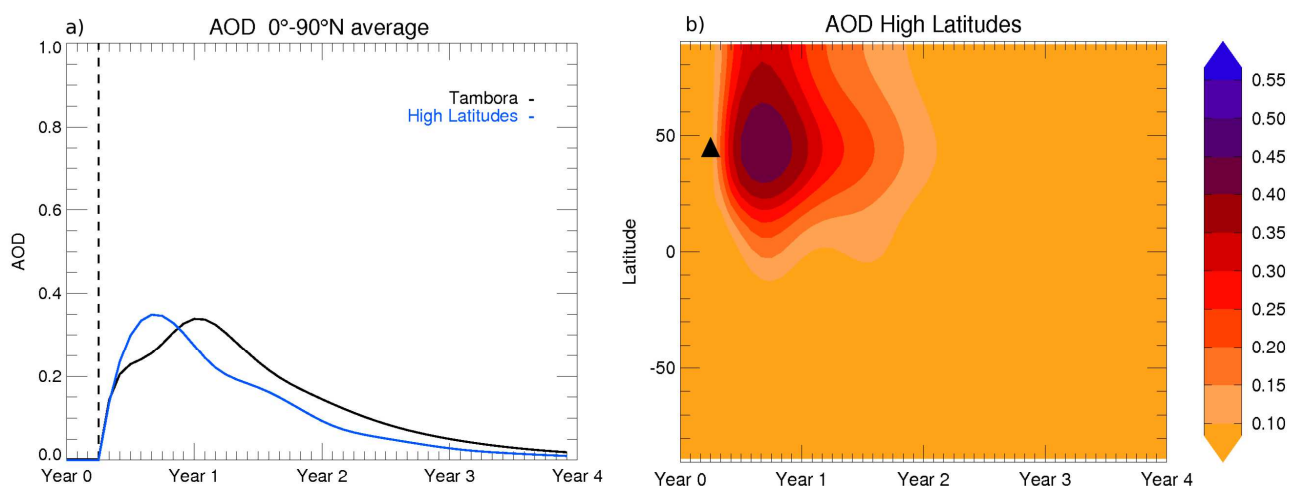 a) AOD 0°-90°N average
1.0
0.8
0.6
0.4
0.2
0.0
AOD
Tambora -
High Latitudes -
Year 0 Year 1 Year 2 Year 3 Year 4
b) AOD High Latitudes
50
0
-50
Latitude
Year 0 Year 1 Year 2 Year 3 Year 4
0.55
0.50
0.45
0.40
0.35
0.30
0.25
0.20
0.15
0.10